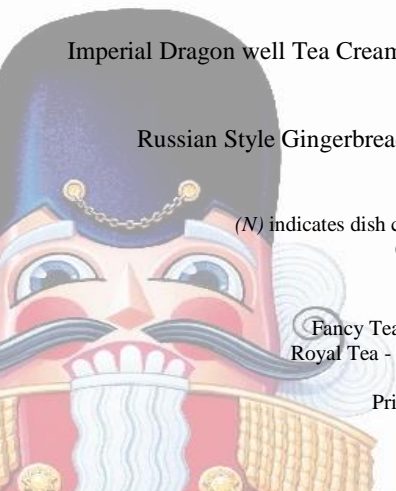 Imperial Dragon well Tea Cream
Russian Style Gingerbrea
(N) indicates dish c
Fancy Tea
Royal Tea -
Pri